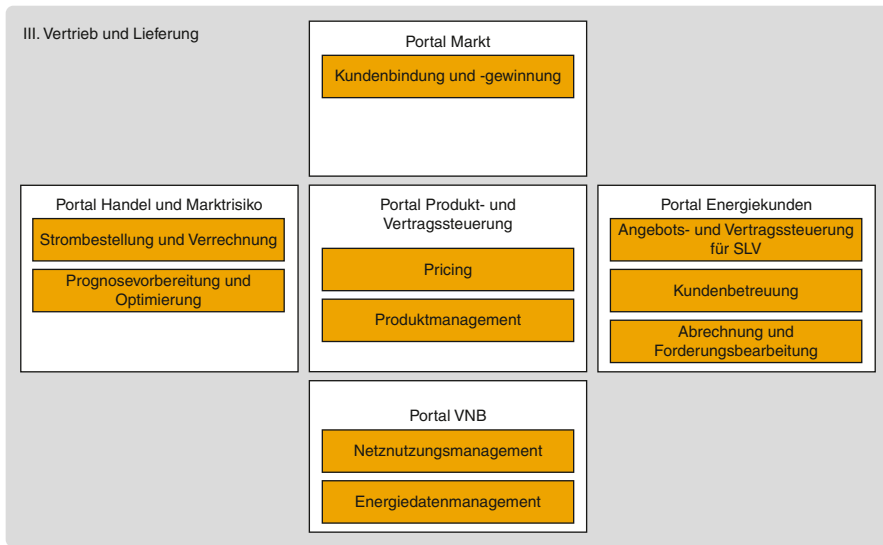 III. Vertrieb und Lieferung
Portal Markt
Kundenbindung und -gewinnung
Portal Handel und Marktrisiko
Strombestellung und Verrechnung
Prognosevorbereitung und
Optimierung
Portal Produkt- und
Vertragssteuerung
Pricing
Produktmanagement
Portal Energiekunden
Angebots- und Vertragssteuerung
für SLV
Kundenbetreuung
Abrechnung und
Forderungsbearbeitung
Portal VNB
Netznutzungsmanagement
Energiedatenmanagement